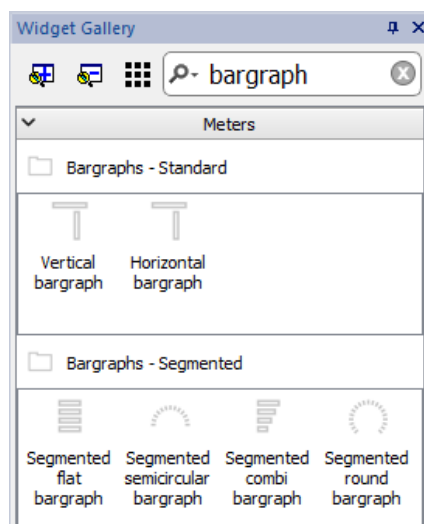 Widget Gallery
bargraph
Meters
Bargraphs - Standard
Vertical bargraph
Horizontal bargraph
Bargraphs - Segmented
Segmented flat bargraph
Segmented semicircular bargraph
Segmented combi bargraph
Segmented round bargraph